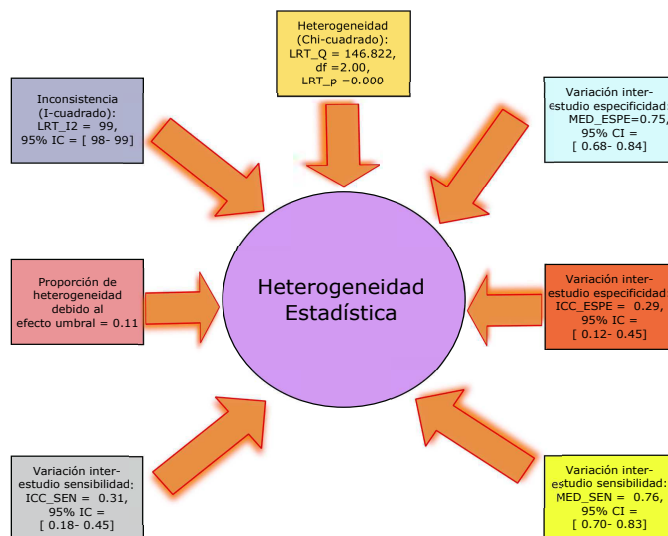 Heterogeneidad
(Chi-cuadrado):
LRT_Q = 146.822,
df =2.00,
LRT_p =0.000
Inconsistencia
(I-cuadrado):
LRT_I2 = 99,
95% IC = [ 98- 99]
Variación inter-
estudio especificidad:
MED_ESPE=0.75,
95% CI =
[ 0.68- 0.84]
Heterogeneidad
Estadística
Proporción de
heterogeneidad
debido al
efecto umbral = 0.11
Variación inter-
estudio especificidad:
ICC_ESPE = 0.29,
95% IC =
[ 0.12- 0.45]
Variación inter-
estudio sensibilidad:
ICC_SEN = 0.31,
95% IC =
[ 0.18- 0.45]
Variación inter-
estudio sensibilidad:
MED_SEN = 0.76,
95% CI =
[ 0.70- 0.83]